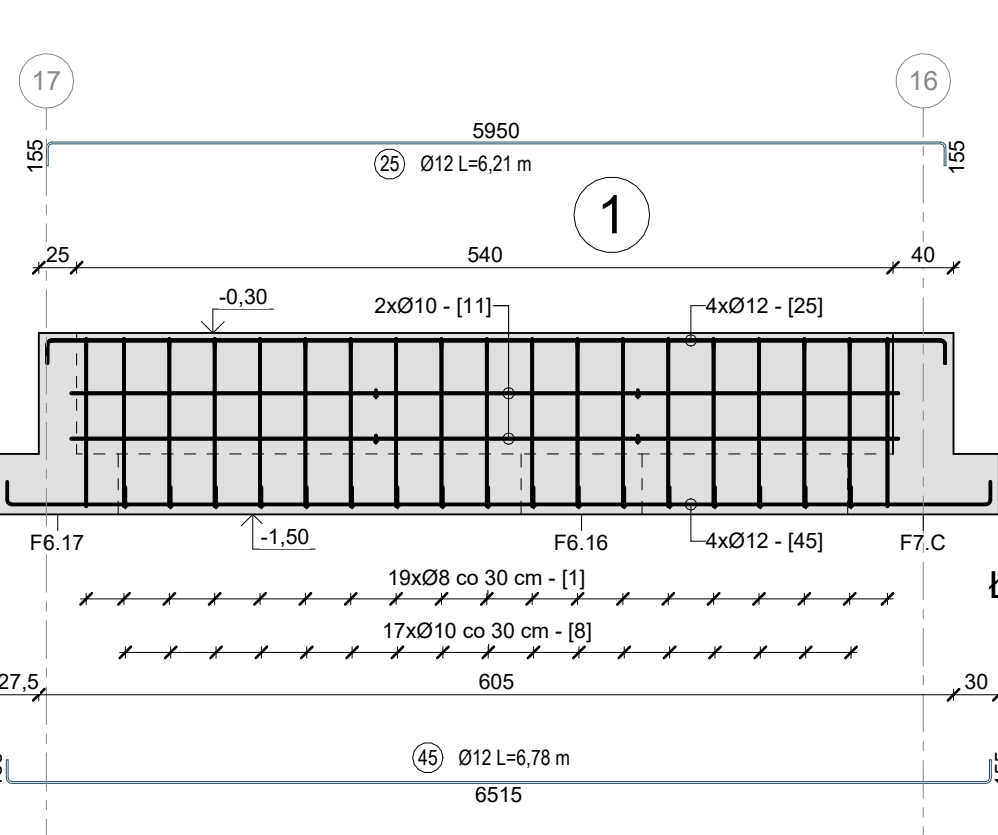 17
16
5950
155
155
25 Ø12 L=6,21 m
1
25
540
40
-0,30
2xØ10 - [11]
4xØ12 - [25]
-1,50
F6.17
F6.16
4xØ12 - [45]
F7.C
19xØ8 co 30 cm - [1]
17xØ10 co 30 cm - [8]
27,5
605
30
45 Ø12 L=6,78 m
6515